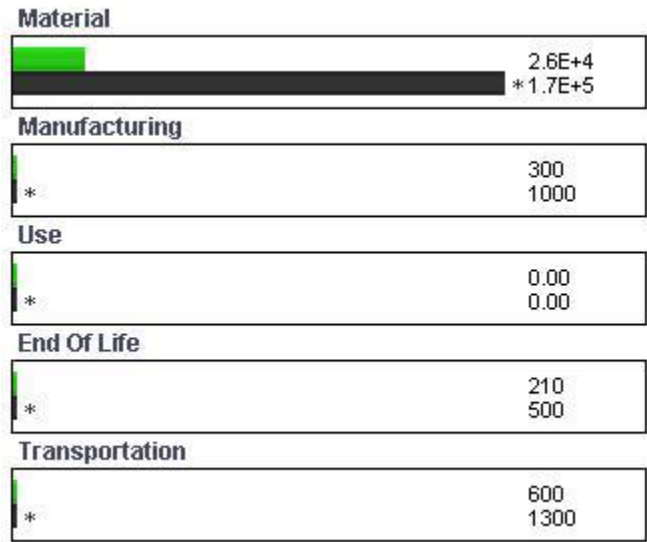 Material
2.6E+4
*1.7E+5
Manufacturing
300
* 1000
Use
0.00
* 0.00
End Of Life
210
* 500
Transportation
600
* 1300